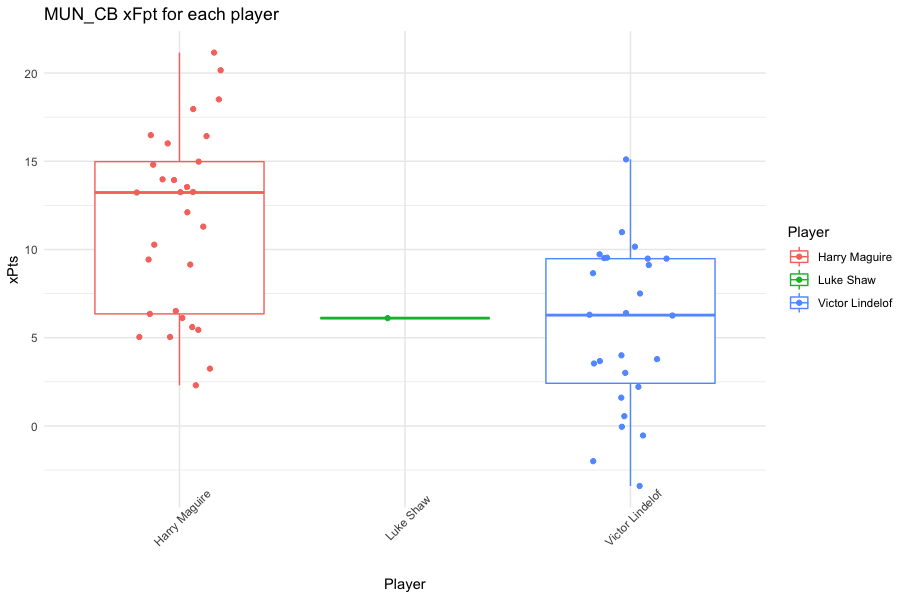 MUN_CB xFpt for each player
xPts
20
15
10
5
0
Harry Maguire
Luke Shaw
Victor Lindelof
Player
Player
Harry Maguire
Luke Shaw
Victor Lindelof